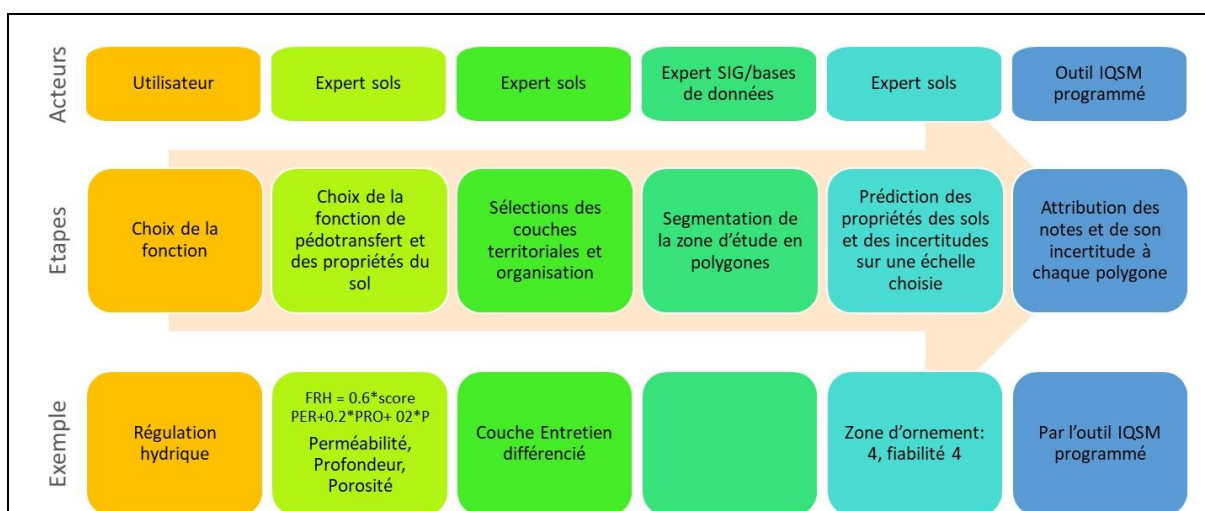 Acteurs
Utilisateur
Expert sols
Expert sols
Expert SIG/bases
de données
Expert sols
Outil IQSM
programmé
Etapes
Choix de la
fonction
Choix de la
fonction de
pédotransfert et
des propriétés du
sol
Sélections des
couches
territoriales et
organisation
Segmentation de
la zone d’étude en
polygones
Prédiction des
propriétés des sols
et des incertitudes
sur une échelle
choisie
Attribution des
notes et de son
incertitude à
chaque polygone
Exemple
Régulation
hydrique
FRH = 0.6*score
PER+0.2*PRO+ 02*P
Perméabilité,
Profondeur,
Porosité
Couche Entretien
différencié
Zone d’ornement:
4, fiabilité 4
Par l’outil IQSM
programmé